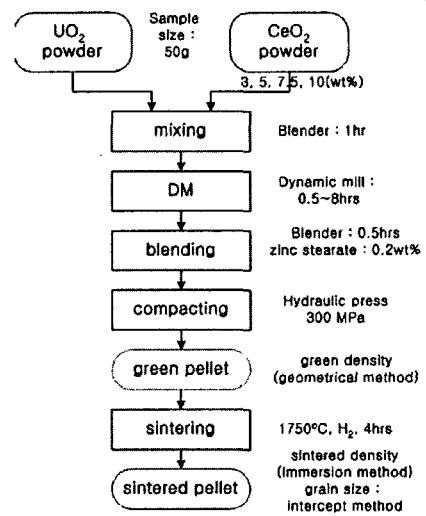 UO₂
powder
Sample
size :
50g
CeO₂
powder
3, 5, 7.5, 10(wt%)
mixing
Blender : 1hr
DM
Dynamic mill :
0.5~8hrs
blending
Blender : 0.5hrs
zinc stearate : 0.2wt%
compacting
Hydraulic press
300 MPa
green pellet
green density
(geometrical method)
sintering
1750ºC, H₂, 4hrs
sintered pellet
sintered density
(immersion method)
grain size :
intercept method